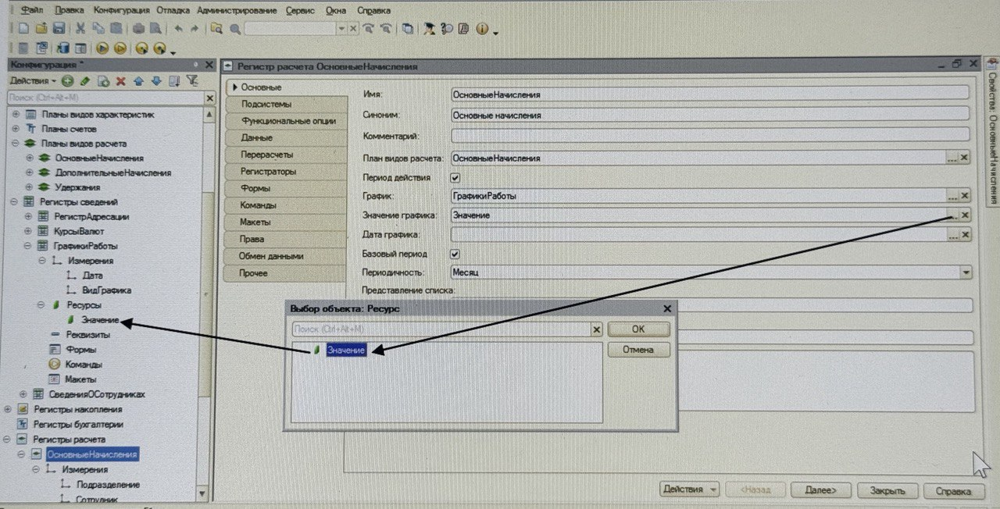 Файл Правка Конфигурация Отладка Администрирование Сервис Окна Справка
Конфигурация *
Действия
Поиск (Ctrl+Alt+M)
Планы видов характеристик
Планы счетов
Планы видов расчета
ОсновныеНачисления
ДополнительныеНачисления
Удержания
Регистры сведений
РегистрАдресации
КурсыВалют
ГрафикиРаботы
Измерения
Дата
ВидГрафика
Ресурсы
Значение
Реквизиты
Формы
Команды
Макеты
СведенияОСотрудниках
Регистры накопления
Регистры бухгалтерии
Регистры расчета
ОсновныеНачисления
Измерения
Подразделение
Сотрудник
Регистр расчета ОсновныеНачисления
Основные
Подсистемы
Функциональные опции
Данные
Перерасчеты
Регистраторы
Формы
Команды
Макеты
Права
Обмен данными
Прочее
Имя: ОсновныеНачисления
Синоним: Основные начисления
Комментарий:
План видов расчета: ОсновныеНачисления ... X
Период действия
График: ГрафикиРаботы ... X
Значение графика: Значение ... X
Дата графика: ... X
Базовый период
Периодичность: Месяц
Представление списка:
Выбор объекта: Ресурс
Поиск (Ctrl+Alt+M)
OK
Значение
Отмена
Действия <Назад Далее> Закрыть Справка
Свойства: ОсновныеНачисления